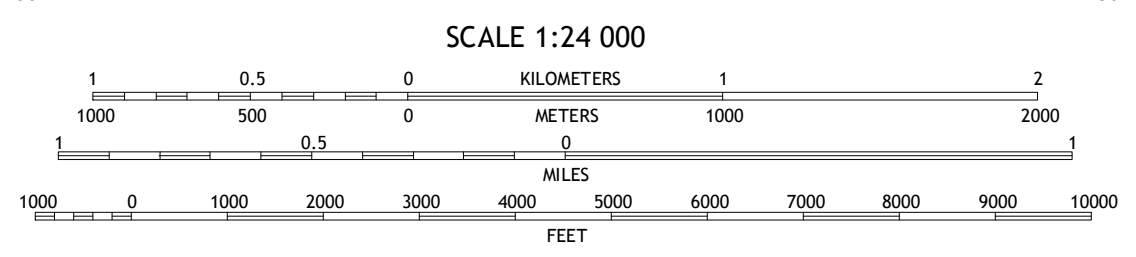 SCALE 1:24 000
1 0.5 0 KILOMETERS 1 2
1000 500 0 METERS 1000 2000
1 0.5 0 1
MILES
1000 0 1000 2000 3000 4000 5000 6000 7000 8000 9000 10000
FEET